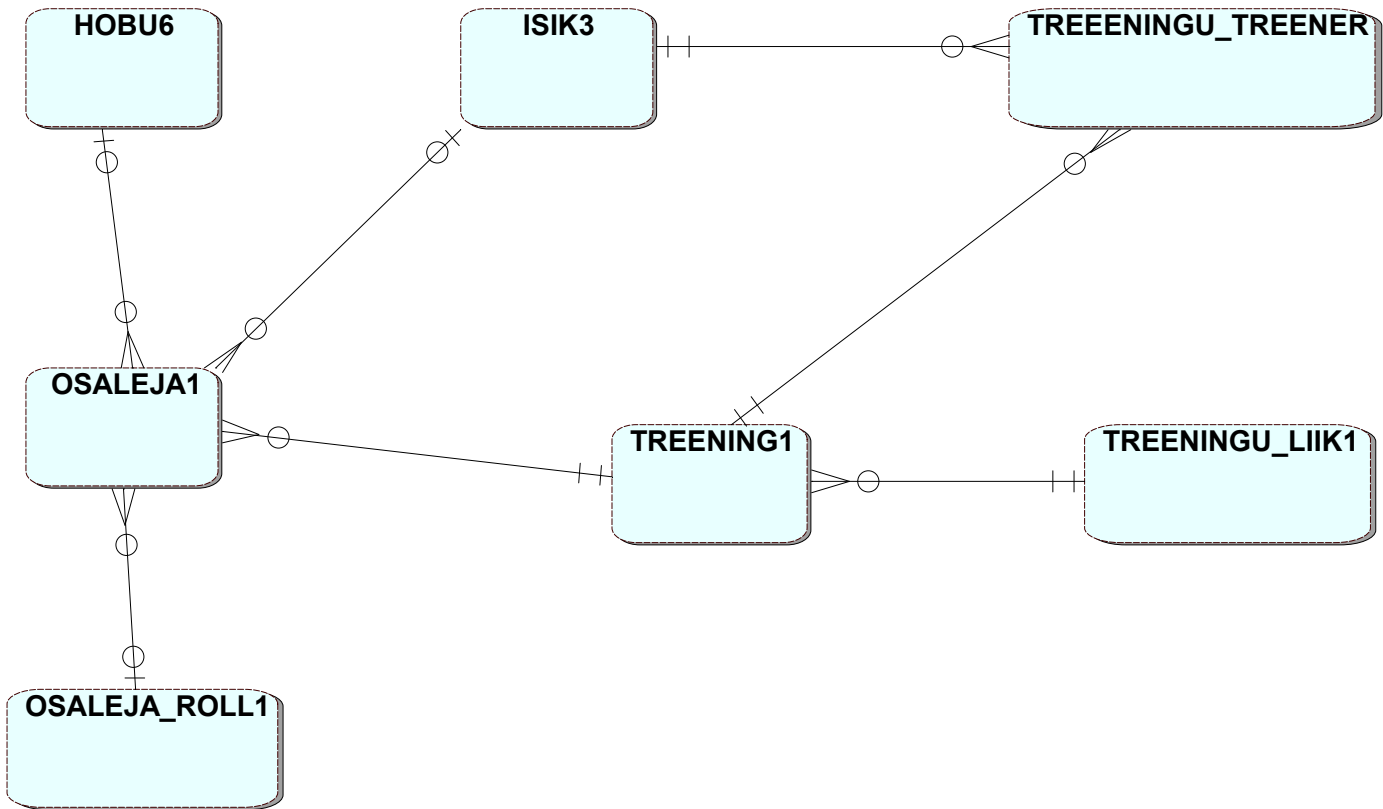 HOBU6
ISIK3
TREEENINGU_TREENER
OSALEJA1
TREENING1
TREENINGU_LIIK1
OSALEJA_ROLL1